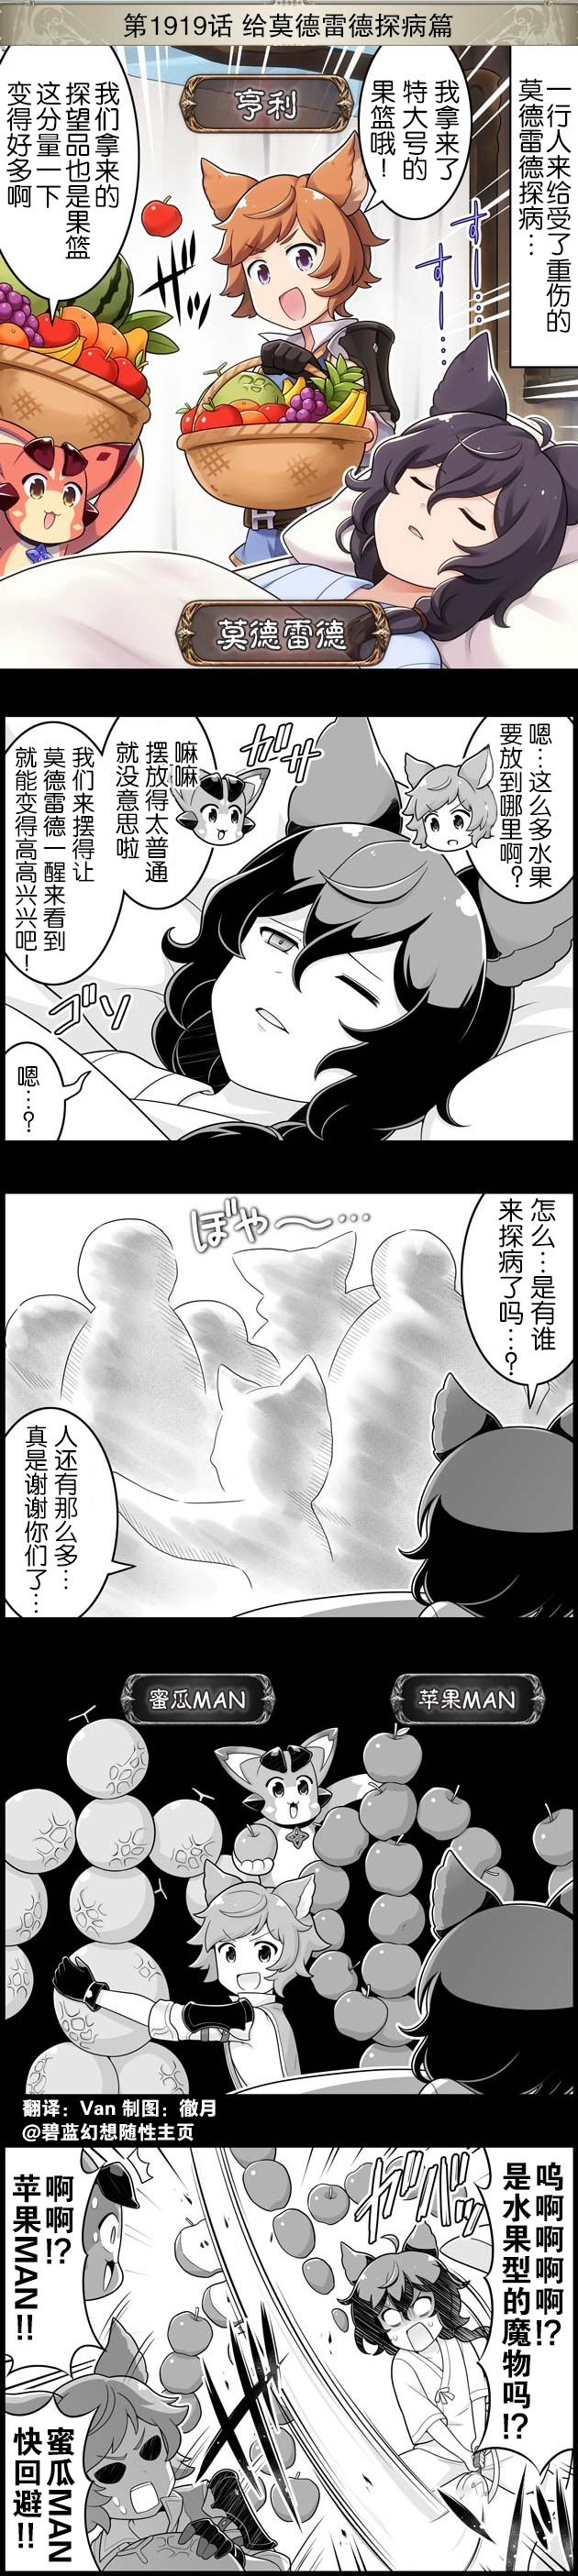 第1919话 给莫德雷德探病篇
一行人来给受了重伤的
莫德雷德探病…
我拿来了
特大号的
果篮哦！
亨利
我们拿来的
探望品也是果篮
这分量一下
变得好多啊
すー…
すー…
ドッ
莫德雷德
嗯…这么多水果
要放到哪里啊？
ガサ
嘛嘛
摆放得太普通
就没意思啦
我们来摆得让
莫德雷德一醒来看到
就能变得高高兴兴吧！
ゴソ
嗯…？
ぼや〜…
怎么…是有谁
来探病了吗…？
人还有那么多…
真是谢谢你们了…
蜜瓜MAN
苹果MAN
翻译：Van 制图：徹月
@碧蓝幻想随性主页
呜啊啊啊啊!?
是水果型的魔物吗!?
啊啊!?
苹果MAN!!
蜜瓜MAN
快回避!!